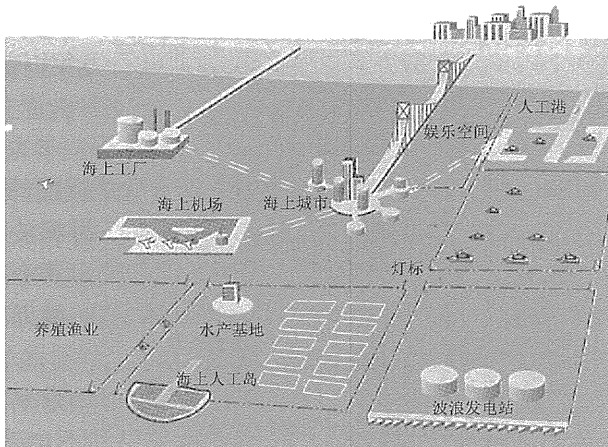 人工港
娱乐空间
海上工厂
海上机场
海上城市
灯标
养殖渔业
水产基地
海上人工岛
波浪发电站